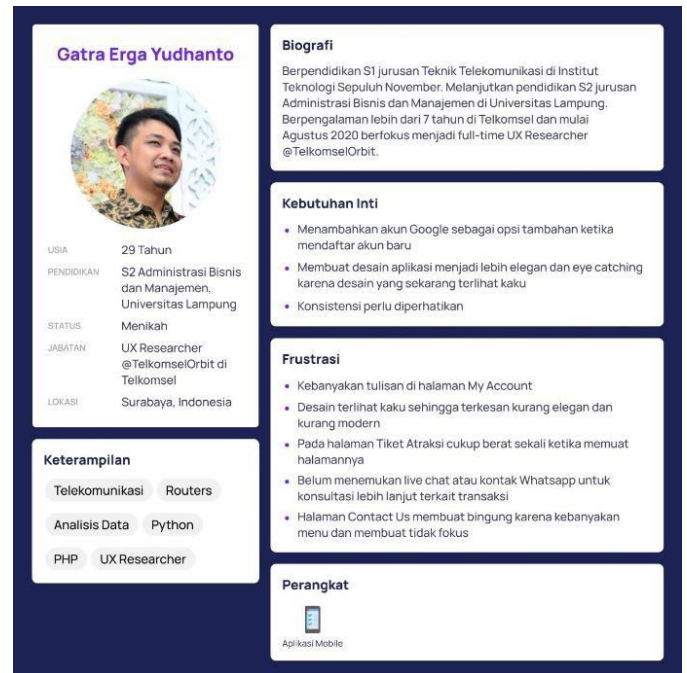 Gatra Erga Yudhanto
USIA 29 Tahun
PENDIDIKAN S2 Administrasi Bisnis
dan Manajemen,
Universitas Lampung
STATUS Menikah
JABATAN UX Researcher
@TelkomselOrbit di
Telkomsel
LOKASI Surabaya, Indonesia
Keterampilan
Telekomunikasi Routers
Analisis Data Python
PHP UX Researcher
Biografi
Berpendidikan S1 jurusan Teknik Telekomunikasi di Institut
Teknologi Sepuluh November. Melanjutkan pendidikan S2 jurusan
Administrasi Bisnis dan Manajemen di Universitas Lampung.
Berpengalaman lebih dari 7 tahun di Telkomsel dan mulai
Agustus 2020 berfokus menjadi full-time UX Researcher
@TelkomselOrbit.
Kebutuhan Inti
• Menambahkan akun Google sebagai opsi tambahan ketika
mendaftar akun baru
• Membuat desain aplikasi menjadi lebih elegan dan eye catching
karena desain yang sekarang terlihat kaku
• Konsistensi perlu diperhatikan
Frustrasi
• Kebanyakan tulisan di halaman My Account
• Desain terlihat kaku sehingga terkesan kurang elegan dan
kurang modern
• Pada halaman Tiket Atraksi cukup berat sekali ketika memuat
halamannya
• Belum menemukan live chat atau kontak Whatsapp untuk
konsultasi lebih lanjut terkait transaksi
• Halaman Contact Us membuat bingung karena kebanyakan
menu dan membuat tidak fokus
Perangkat
Aplikasi Mobile